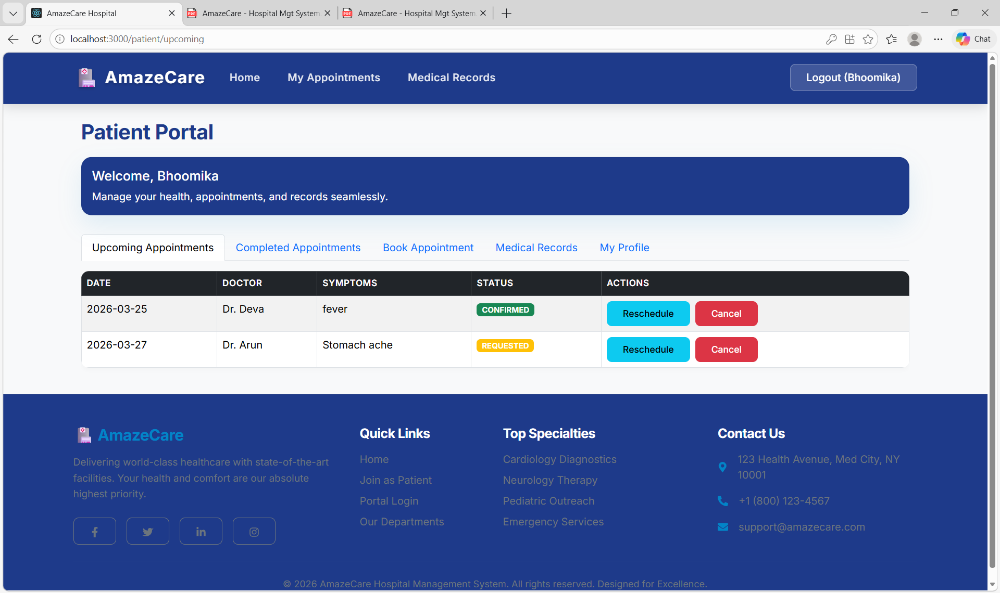 AmazeCare Hospital
AmazeCare - Hospital Mgt System
AmazeCare - Hospital Mgt System
localhost:3000/patient/upcoming
Chat
AmazeCare
Home
My Appointments
Medical Records
Logout (Bhoomika)
Patient Portal
Welcome, Bhoomika
Manage your health, appointments, and records seamlessly.
Upcoming Appointments
Completed Appointments
Book Appointment
Medical Records
My Profile
DATE DOCTOR SYMPTOMS STATUS ACTIONS
2026-03-25 Dr. Deva fever CONFIRMED Reschedule Cancel
2026-03-27 Dr. Arun Stomach ache REQUESTED Reschedule Cancel
AmazeCare
Delivering world-class healthcare with state-of-the-art
facilities. Your health and comfort are our absolute
highest priority.
Quick Links
Home
Join as Patient
Portal Login
Our Departments
Top Specialties
Cardiology Diagnostics
Neurology Therapy
Pediatric Outreach
Emergency Services
Contact Us
123 Health Avenue, Med City, NY
10001
+1 (800) 123-4567
support@amazecare.com
© 2026 AmazeCare Hospital Management System. All rights reserved. Designed for Excellence.